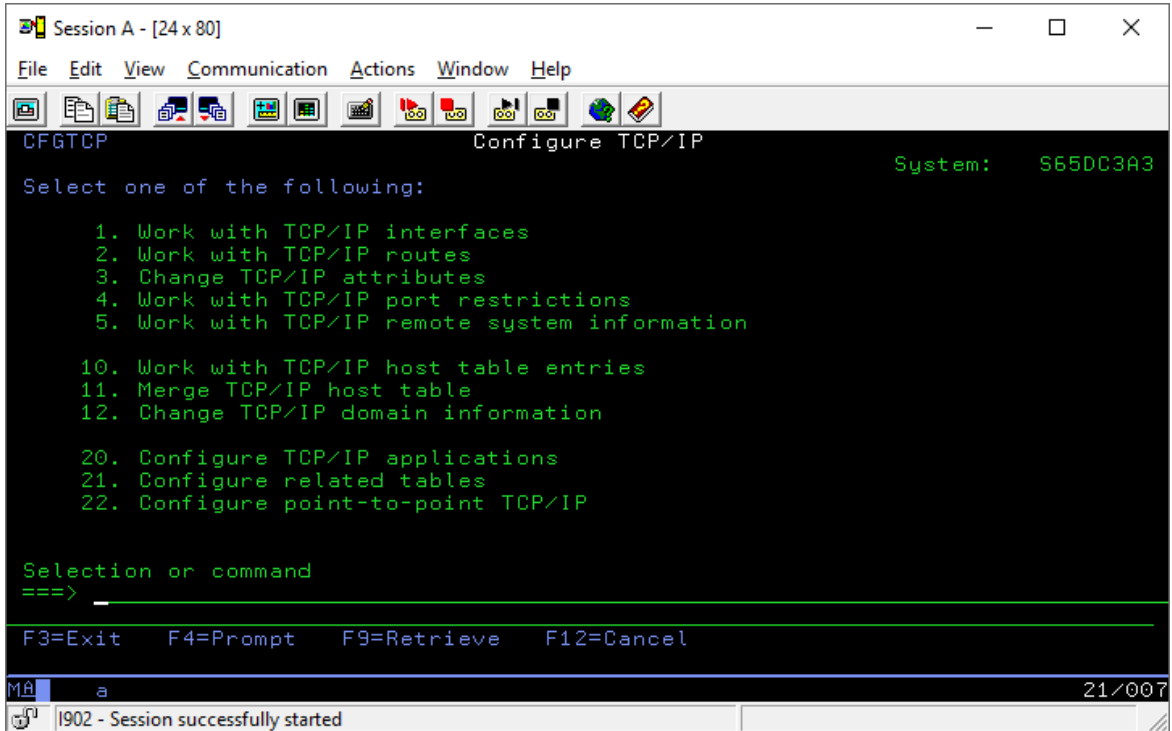 Session A - [24 x 80]
File Edit View Communication Actions Window Help
CFGTCP Configure TCP/IP
System: S65DC3A3
Select one of the following:
1. Work with TCP/IP interfaces
2. Work with TCP/IP routes
3. Change TCP/IP attributes
4. Work with TCP/IP port restrictions
5. Work with TCP/IP remote system information
10. Work with TCP/IP host table entries
11. Merge TCP/IP host table
12. Change TCP/IP domain information
20. Configure TCP/IP applications
21. Configure related tables
22. Configure point-to-point TCP/IP
Selection or command
===>
F3=Exit F4=Prompt F9=Retrieve F12=Cancel
MA a 21/007
I902 - Session successfully started